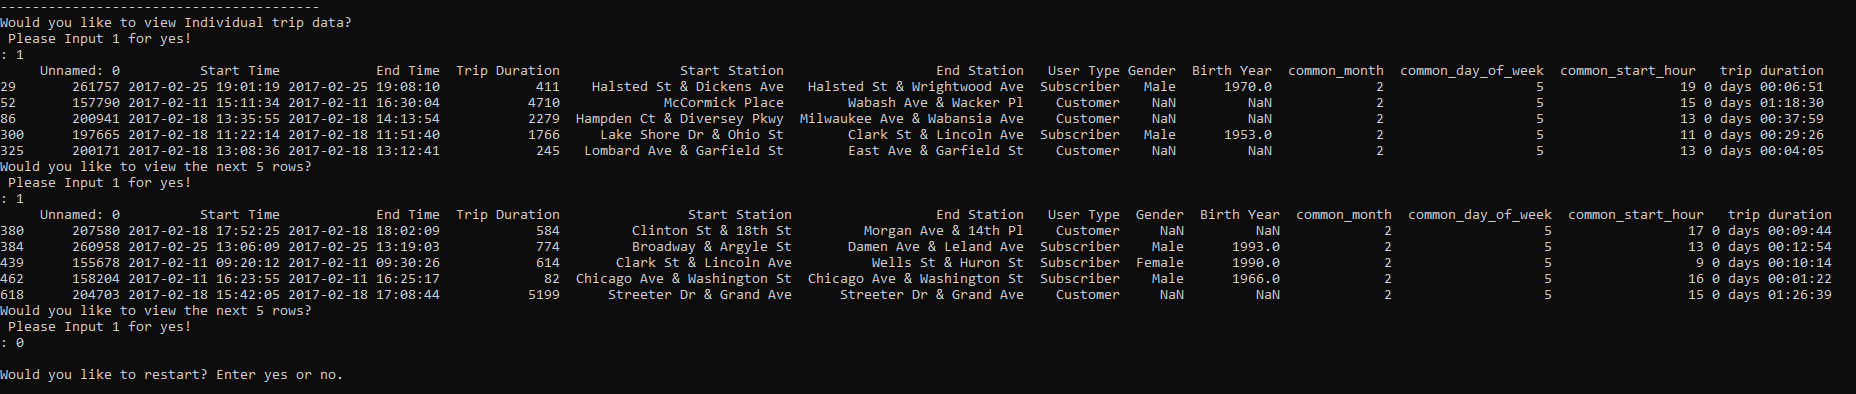 ----------------------------------------
Would you like to view Individual trip data?
 Please Input 1 for yes!
: 1
     Unnamed: 0          Start Time            End Time  Trip Duration               Start Station                   End Station   User Type Gender  Birth Year  common_month  common_day_of_week  common_start_hour   trip duration
29       261757 2017-02-25 19:01:19 2017-02-25 19:08:10            411    Halsted St & Dickens Ave   Halsted St & Wrightwood Ave  Subscriber   Male      1970.0             2                   5                 19 0 days 00:06:51
52       157790 2017-02-11 15:11:34 2017-02-11 16:30:04           4710             McCormick Place        Wabash Ave & Wacker Pl    Customer    NaN         NaN             2                   5                 15 0 days 01:18:30
86       200941 2017-02-18 13:35:55 2017-02-18 14:13:54           2279  Hampden Ct & Diversey Pkwy  Milwaukee Ave & Wabansia Ave    Customer    NaN         NaN             2                   5                 13 0 days 00:37:59
300      197665 2017-02-18 11:22:14 2017-02-18 11:51:40           1766     Lake Shore Dr & Ohio St        Clark St & Lincoln Ave  Subscriber   Male      1953.0             2                   5                 11 0 days 00:29:26
325      200171 2017-02-18 13:08:36 2017-02-18 13:12:41            245   Lombard Ave & Garfield St        East Ave & Garfield St    Customer    NaN         NaN             2                   5                 13 0 days 00:04:05
Would you like to view the next 5 rows?
 Please Input 1 for yes!
: 1
     Unnamed: 0          Start Time            End Time  Trip Duration                Start Station                  End Station   User Type  Gender  Birth Year  common_month  common_day_of_week  common_start_hour   trip duration
380      207580 2017-02-18 17:52:25 2017-02-18 18:02:09            584         Clinton St & 18th St         Morgan Ave & 14th Pl    Customer     NaN         NaN             2                   5                 17 0 days 00:09:44
384      260958 2017-02-25 13:06:09 2017-02-25 13:19:03            774         Broadway & Argyle St       Damen Ave & Leland Ave  Subscriber    Male      1993.0             2                   5                 13 0 days 00:12:54
439      155678 2017-02-11 09:20:12 2017-02-11 09:30:26            614       Clark St & Lincoln Ave          Wells St & Huron St  Subscriber  Female      1990.0             2                   5                  9 0 days 00:10:14
462      158204 2017-02-11 16:23:55 2017-02-11 16:25:17             82  Chicago Ave & Washington St  Chicago Ave & Washington St  Subscriber    Male      1966.0             2                   5                 16 0 days 00:01:22
618      204703 2017-02-18 15:42:05 2017-02-18 17:08:44           5199      Streeter Dr & Grand Ave      Streeter Dr & Grand Ave    Customer     NaN         NaN             2                   5                 15 0 days 01:26:39
Would you like to view the next 5 rows?
 Please Input 1 for yes!
: 0

Would you like to restart? Enter yes or no.